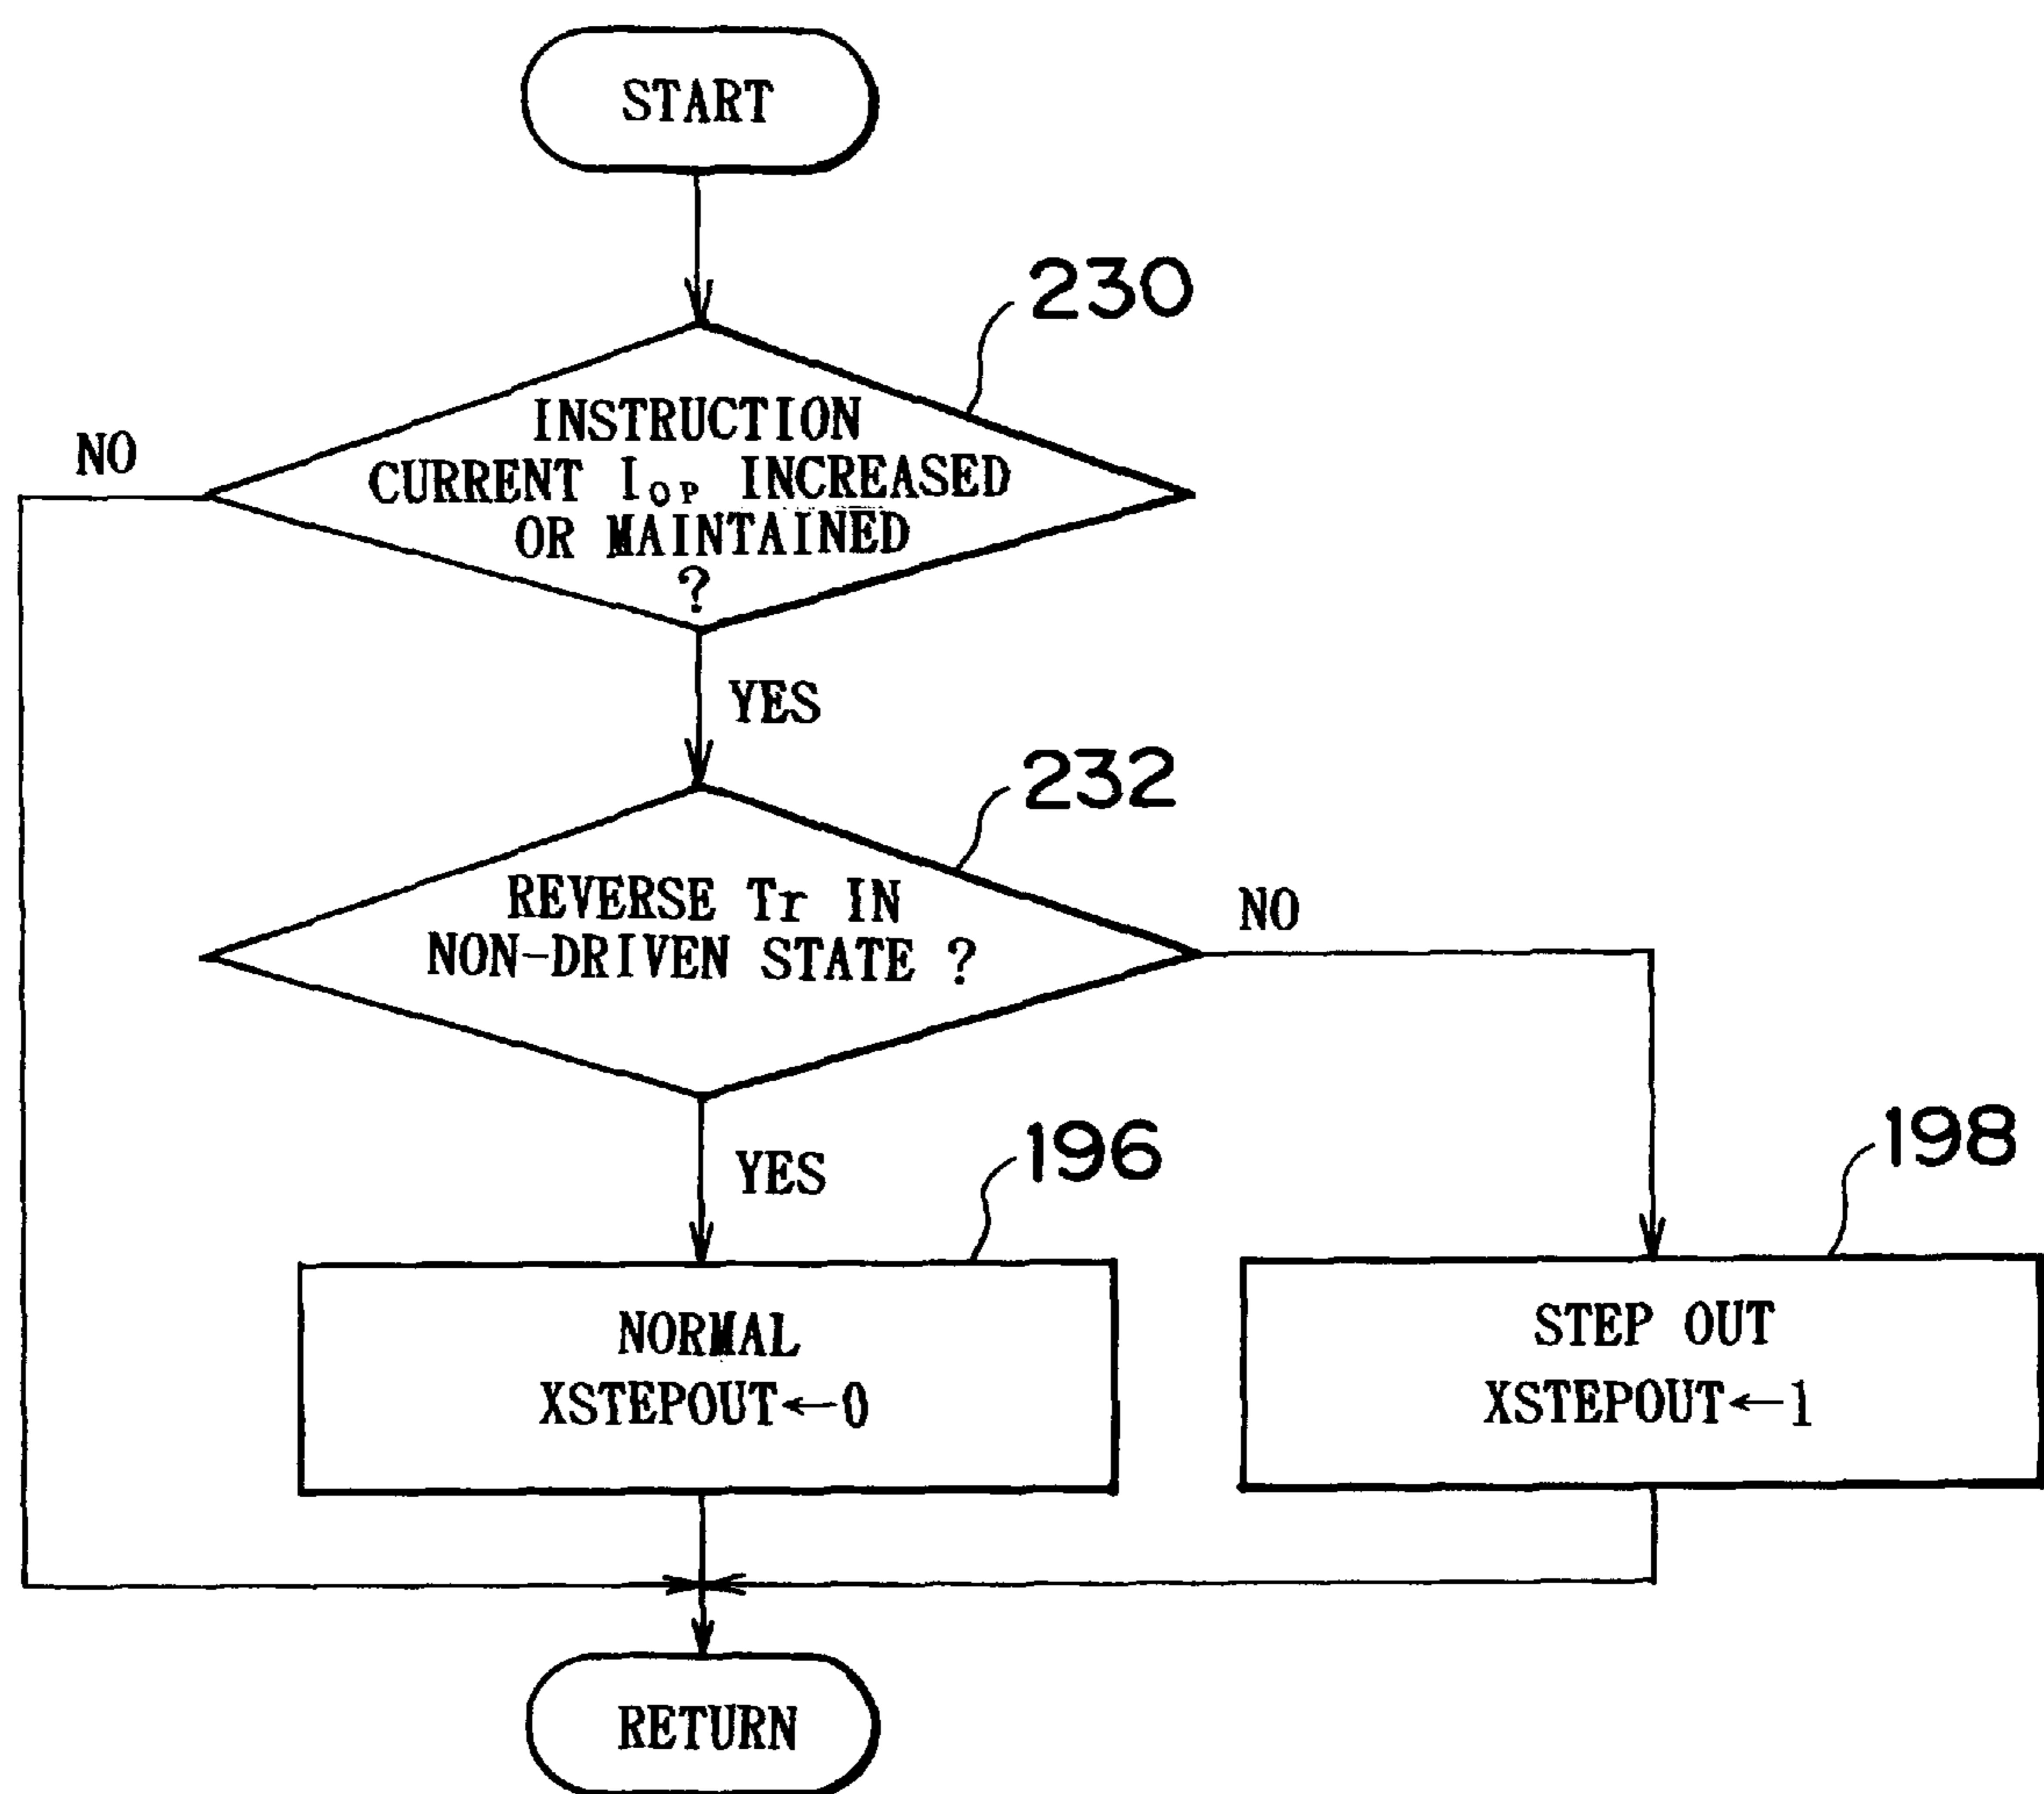 START
230
INSTRUCTION
CURRENT IOP INCREASED
OR MAINTAINED
?
NO
YES
232
REVERSE Tr IN
NON-DRIVEN STATE ?
NO
YES
196
198
NORMAL
XSTEPOUT←0
STEP OUT
XSTEPOUT←1
RETURN